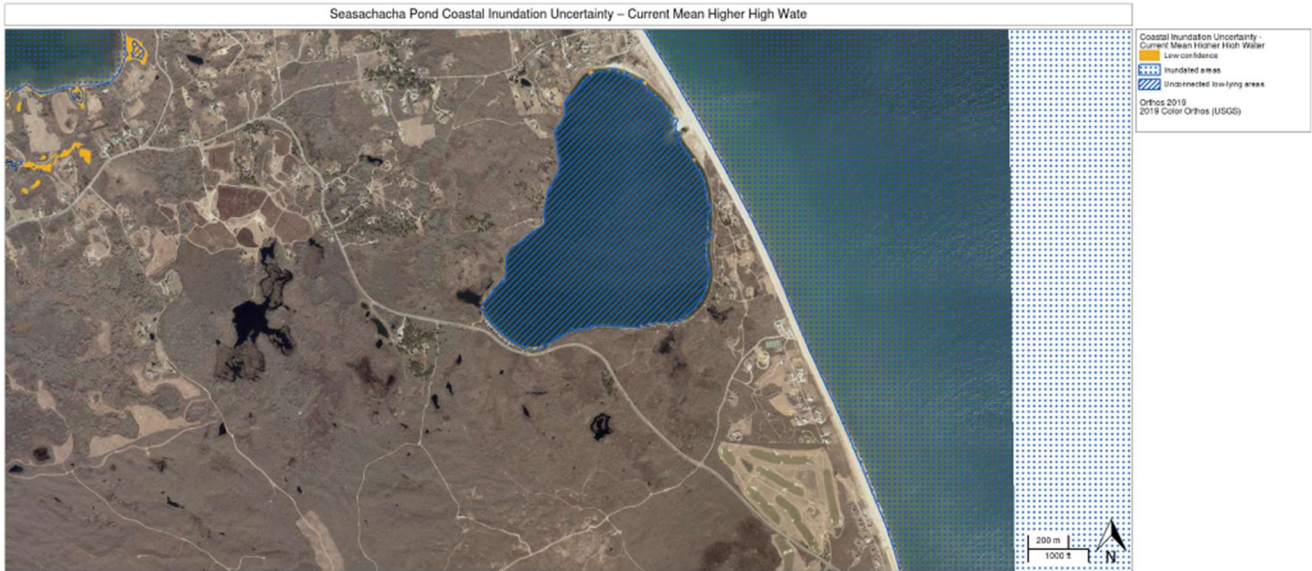 Seasachacha Pond Coastal Inundation Uncertainty – Current Mean Higher High Wate
Coastal Inundation Uncertainty -
Current Mean Higher High Water
Low confidence
Inundated areas
Unconnected low-lying areas
Orthos 2019
2019 Color Orthos (USGS)
200 m
1000 ft
N